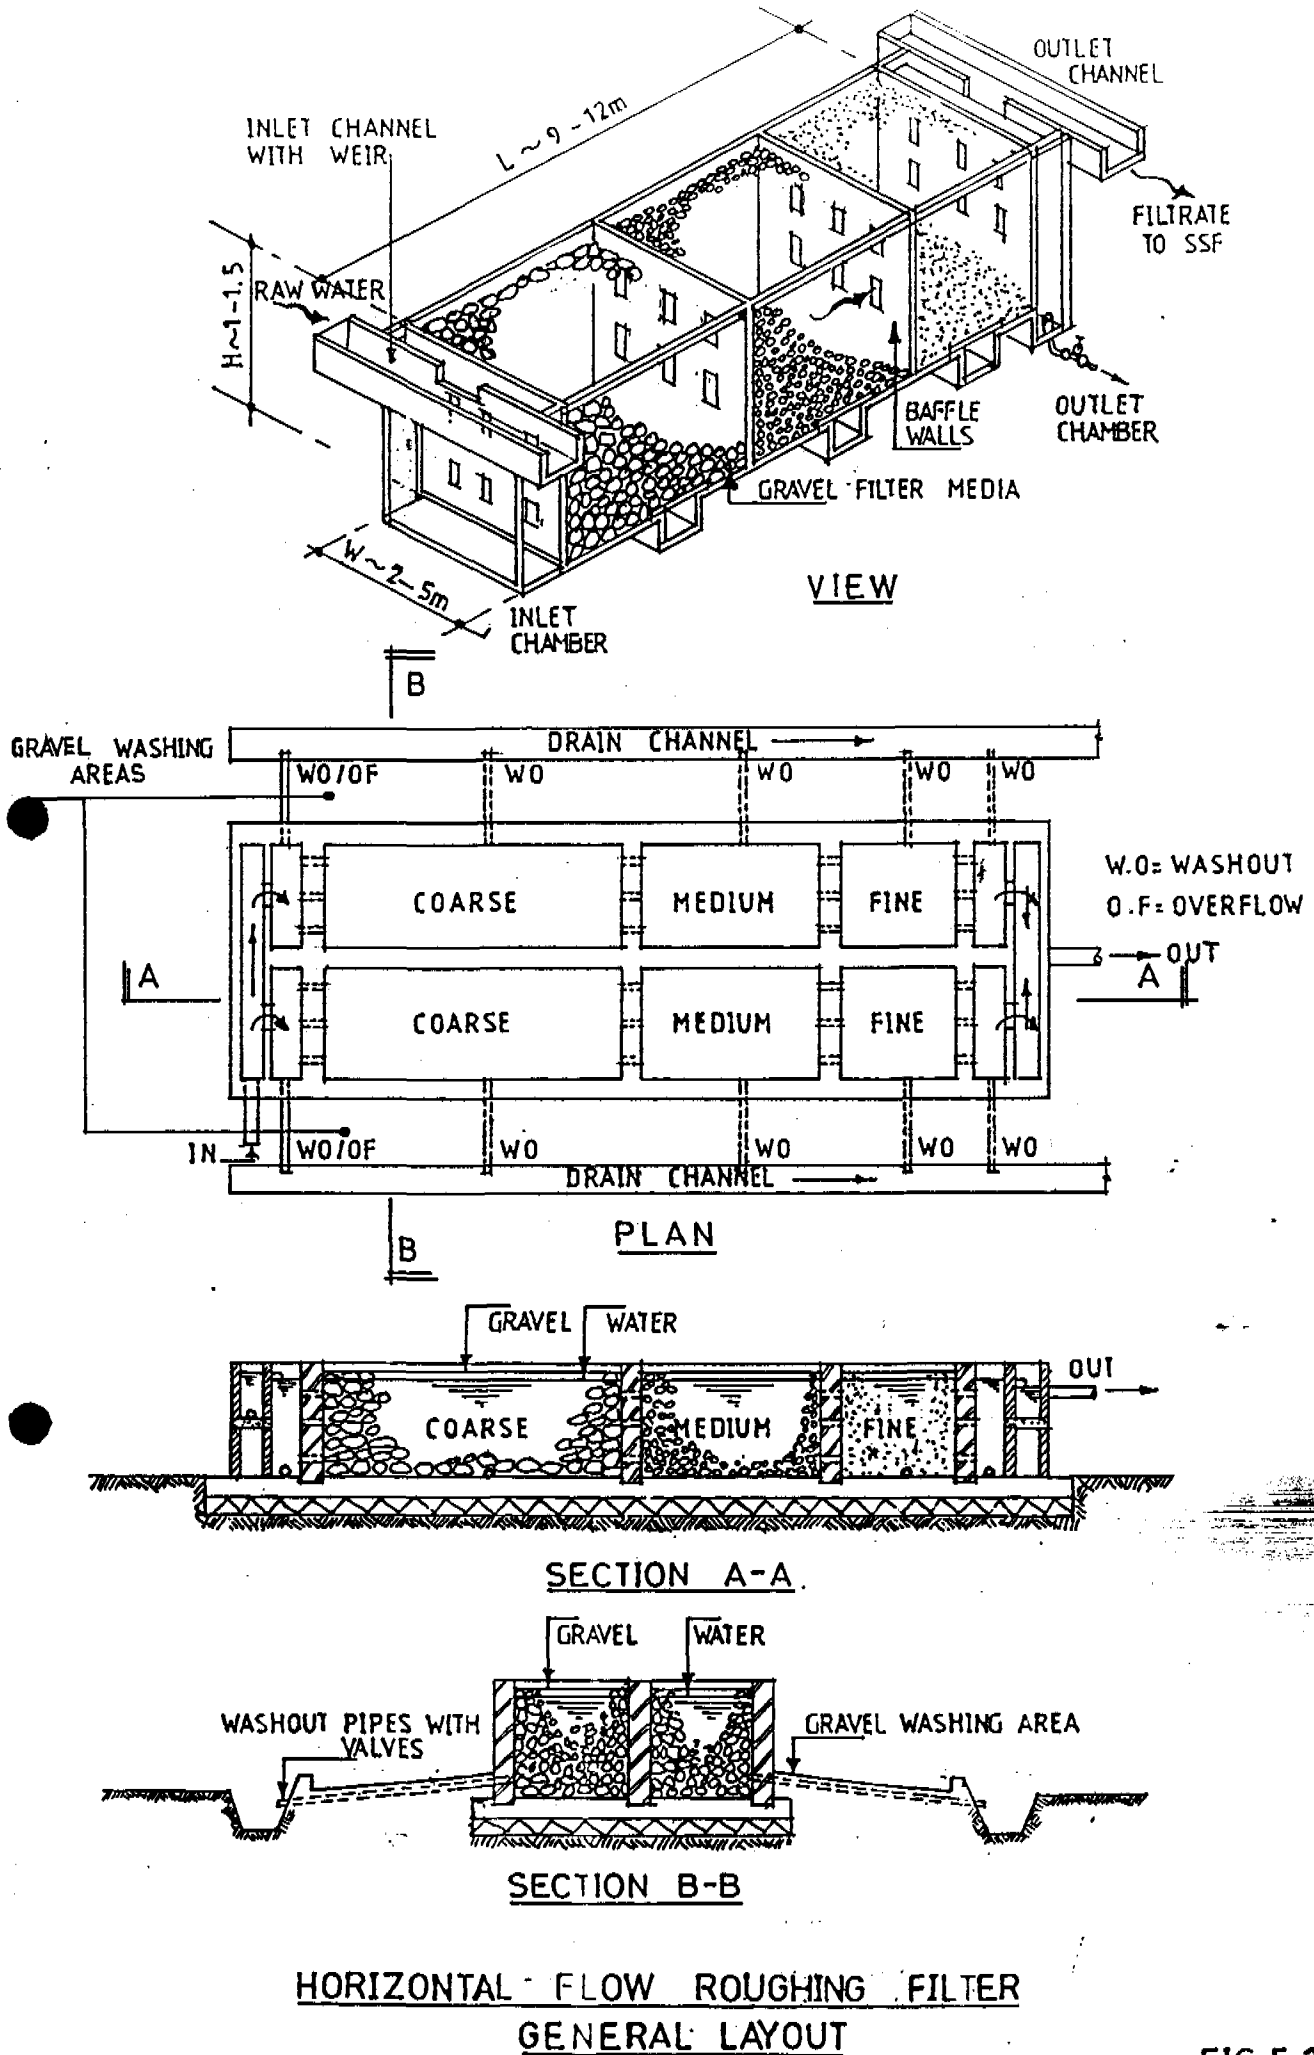 OUTLET
CHANNEL
INLET CHANNEL
WITH WEIR
L ~ 9 - 12m
FILTRATE
TO SSF
RAW WATER
H~1-1.5
BAFFLE
WALLS
OUTLET
CHAMBER
GRAVEL FILTER MEDIA
W ~ 2-5m
VIEW
INLET
CHAMBER
B
GRAVEL WASHING
AREAS
DRAIN CHANNEL
WO/OF WO WO WO WO
COARSE MEDIUM FINE
W.O = WASHOUT
O.F = OVERFLOW
OUT
A A
COARSE MEDIUM FINE
IN
WO/OF WO WO WO WO
DRAIN CHANNEL
PLAN
B
GRAVEL WATER
OUT
COARSE MEDIUM FINE
SECTION A-A
GRAVEL WATER
WASHOUT PIPES WITH
VALVES
GRAVEL WASHING AREA
SECTION B-B
HORIZONTAL - FLOW ROUGHING FILTER
GENERAL LAYOUT